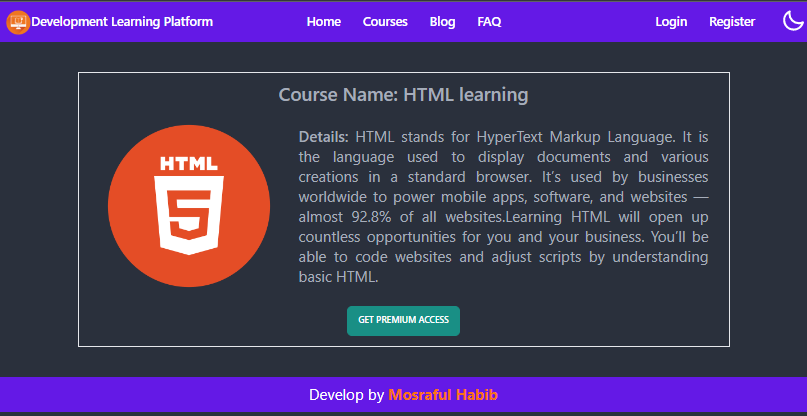 Development Learning Platform Home Courses Blog FAQ Login Register
Course Name: HTML learning
HTML
5
Details: HTML stands for HyperText Markup Language. It is
the language used to display documents and various
creations in a standard browser. It's used by businesses
worldwide to power mobile apps, software, and websites —
almost 92.8% of all websites.Learning HTML will open up
countless opportunities for you and your business. You'll be
able to code websites and adjust scripts by understanding
basic HTML.
GET PREMIUM ACCESS
Develop by Mosraful Habib